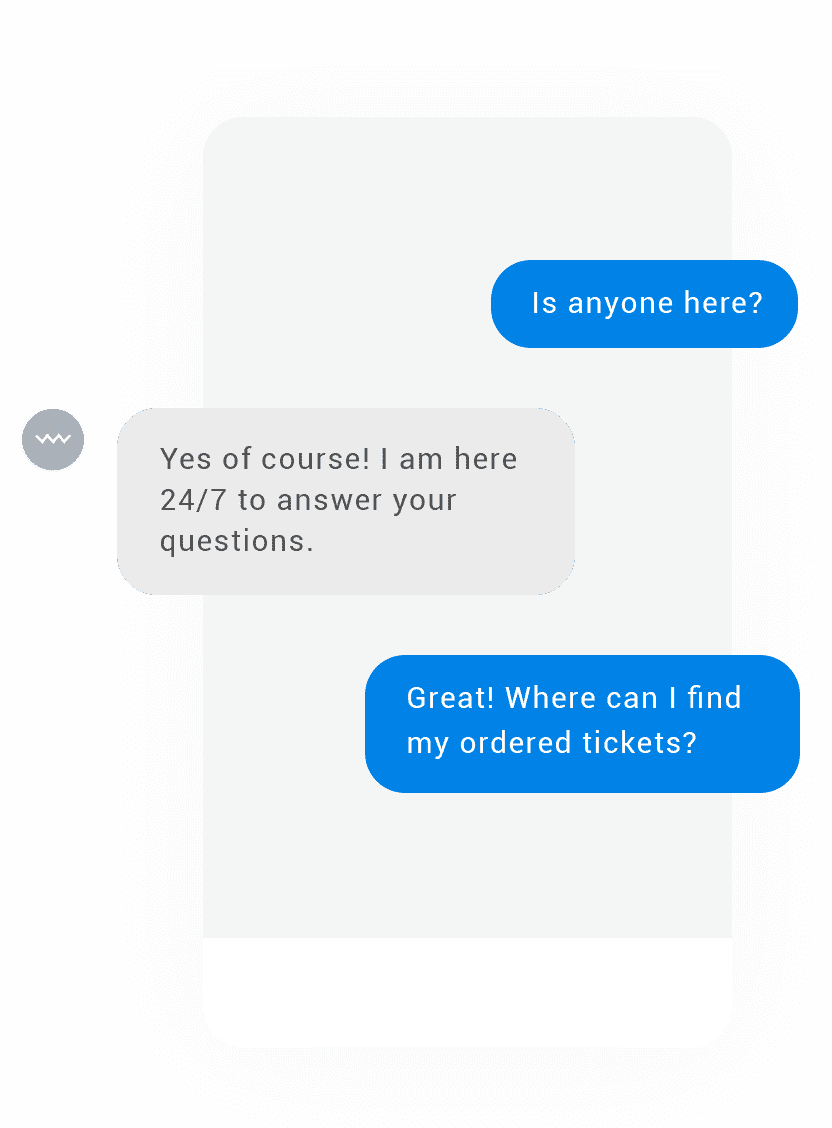 Is anyone here?
Yes of course! I am here
24/7 to answer your
questions.
Great! Where can I find
my ordered tickets?